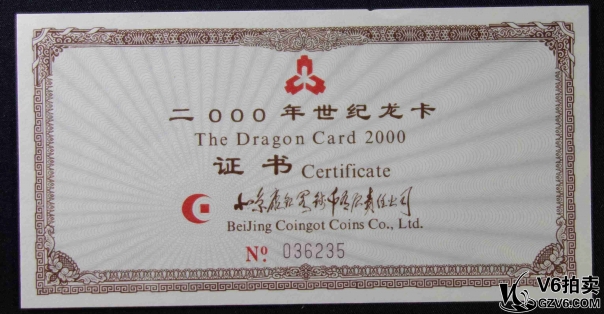 二000年世纪龙卡
The Dragon Card 2000
证书 Certificate
北京康银阁钱币有限责任公司
BeiJing Coingot Coins Co., Ltd.
Nº 036235
V6拍卖
GZV6.COM